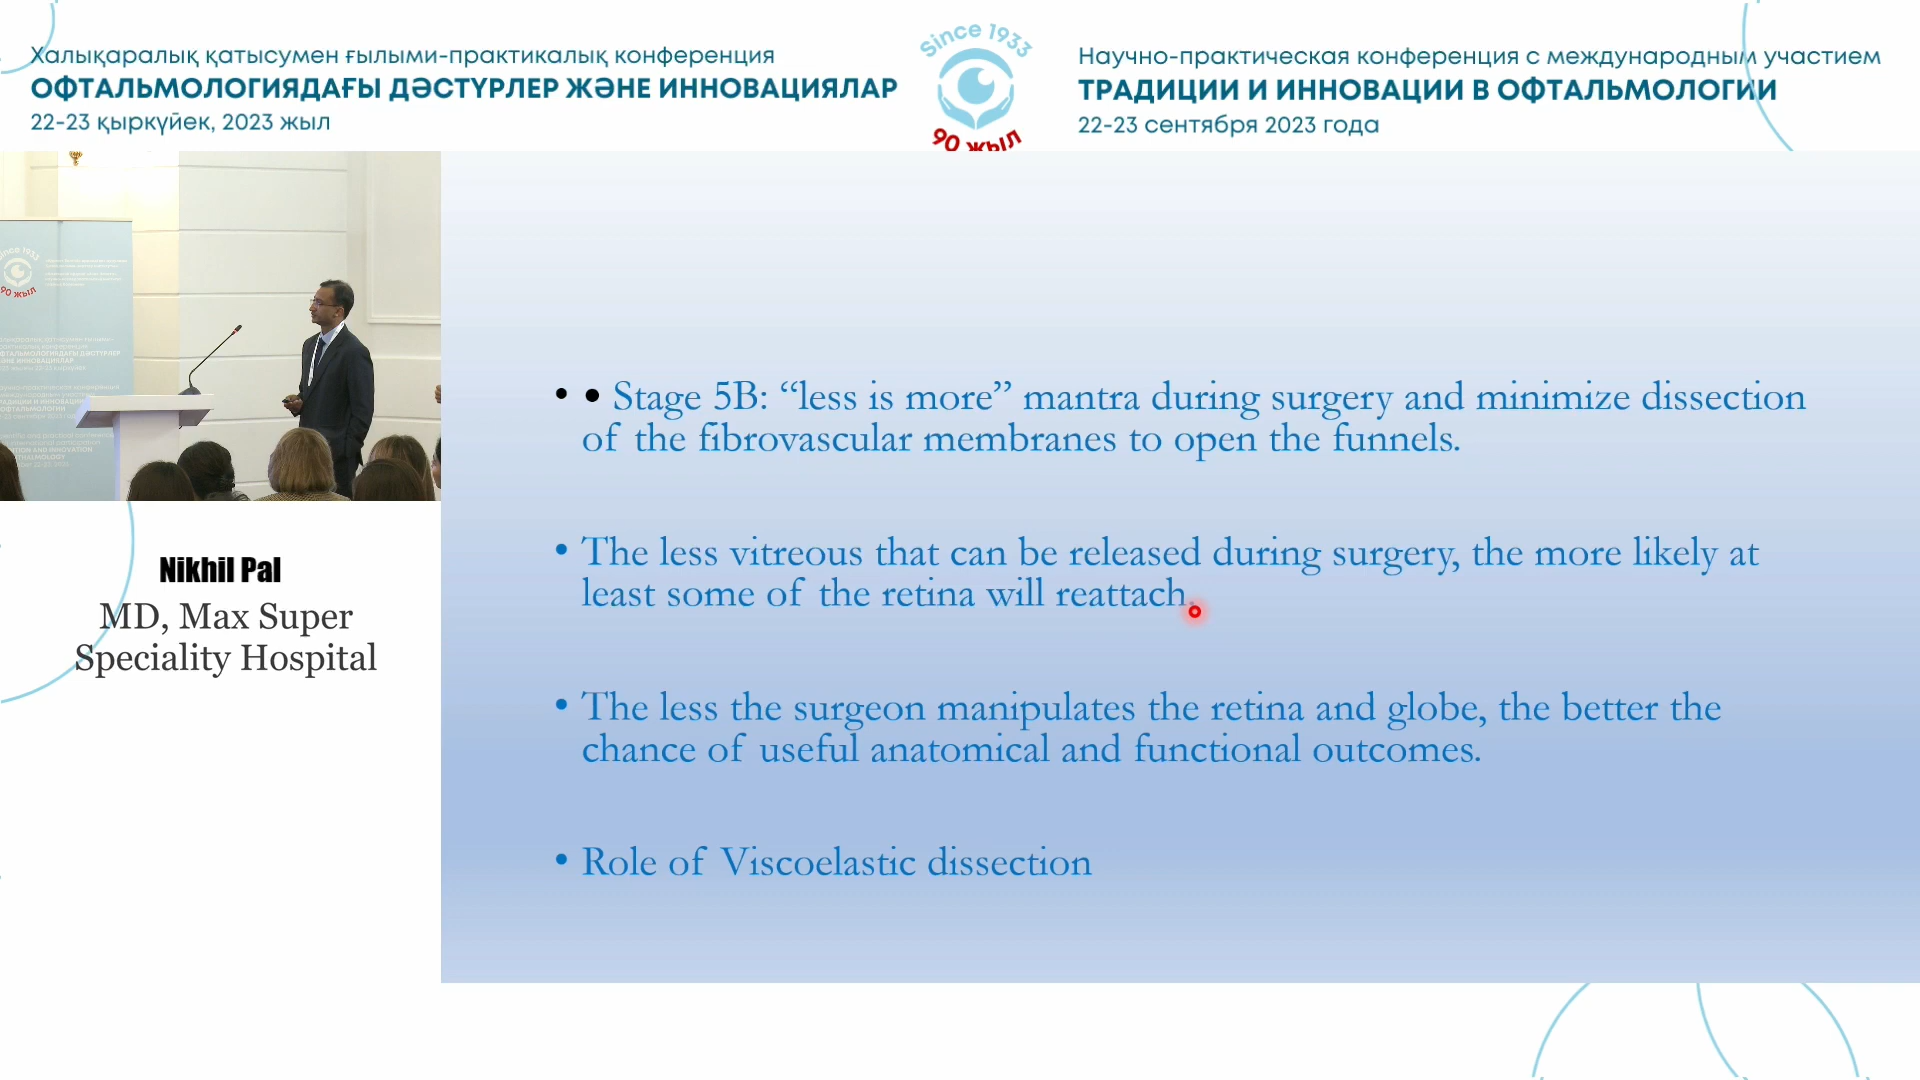 Халықаралық қатысумен ғылыми-практикалық конференция
ОФТАЛЬМОЛОГИЯДАҒЫ ДӘСТҮРЛЕР ЖӘНЕ ИННОВАЦИЯЛАР
22-23 қыркүйек, 2023 жыл
Since 1933
90 жыл
Научно-практическая конференция с международным участием
ТРАДИЦИИ И ИННОВАЦИИ В ОФТАЛЬМОЛОГИИ
22-23 сентября 2023 года
90 жыл
Nikhil Pal
MD, Max Super
Speciality Hospital
• • Stage 5B: “less is more” mantra during surgery and minimize dissection
of the fibrovascular membranes to open the funnels.
• The less vitreous that can be released during surgery, the more likely at
least some of the retina will reattach.
• The less the surgeon manipulates the retina and globe, the better the
chance of useful anatomical and functional outcomes.
• Role of Viscoelastic dissection